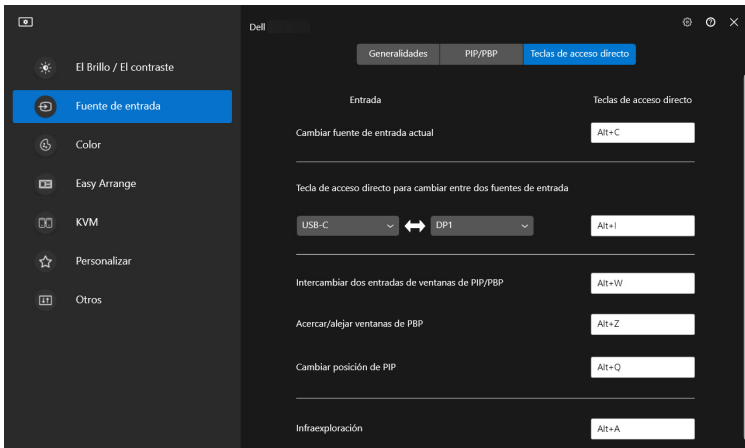 Dell
Generalidades PIP/PBP Teclas de acceso directo
El Brillo / El contraste
Fuente de entrada
Color
Easy Arrange
KVM
Personalizar
Otros
Entrada Teclas de acceso directo
Cambiar fuente de entrada actual Alt+C
Tecla de acceso directo para cambiar entre dos fuentes de entrada
USB-C DP1 Alt+I
Intercambiar dos entradas de ventanas de PIP/PBP Alt+W
Acercar/alejar ventanas de PBP Alt+Z
Cambiar posición de PIP Alt+Q
Infraexploración Alt+A